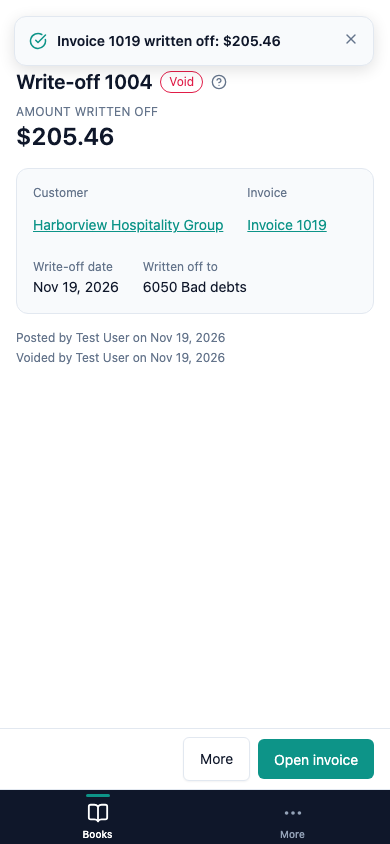 Invoice 1019 written off: $205.46
Write-off 1004 Void
AMOUNT WRITTEN OFF
$205.46
Customer Invoice
Harborview Hospitality Group Invoice 1019
Write-off date Written off to
Nov 19, 2026 6050 Bad debts
Posted by Test User on Nov 19, 2026
Voided by Test User on Nov 19, 2026
More Open invoice
Books More